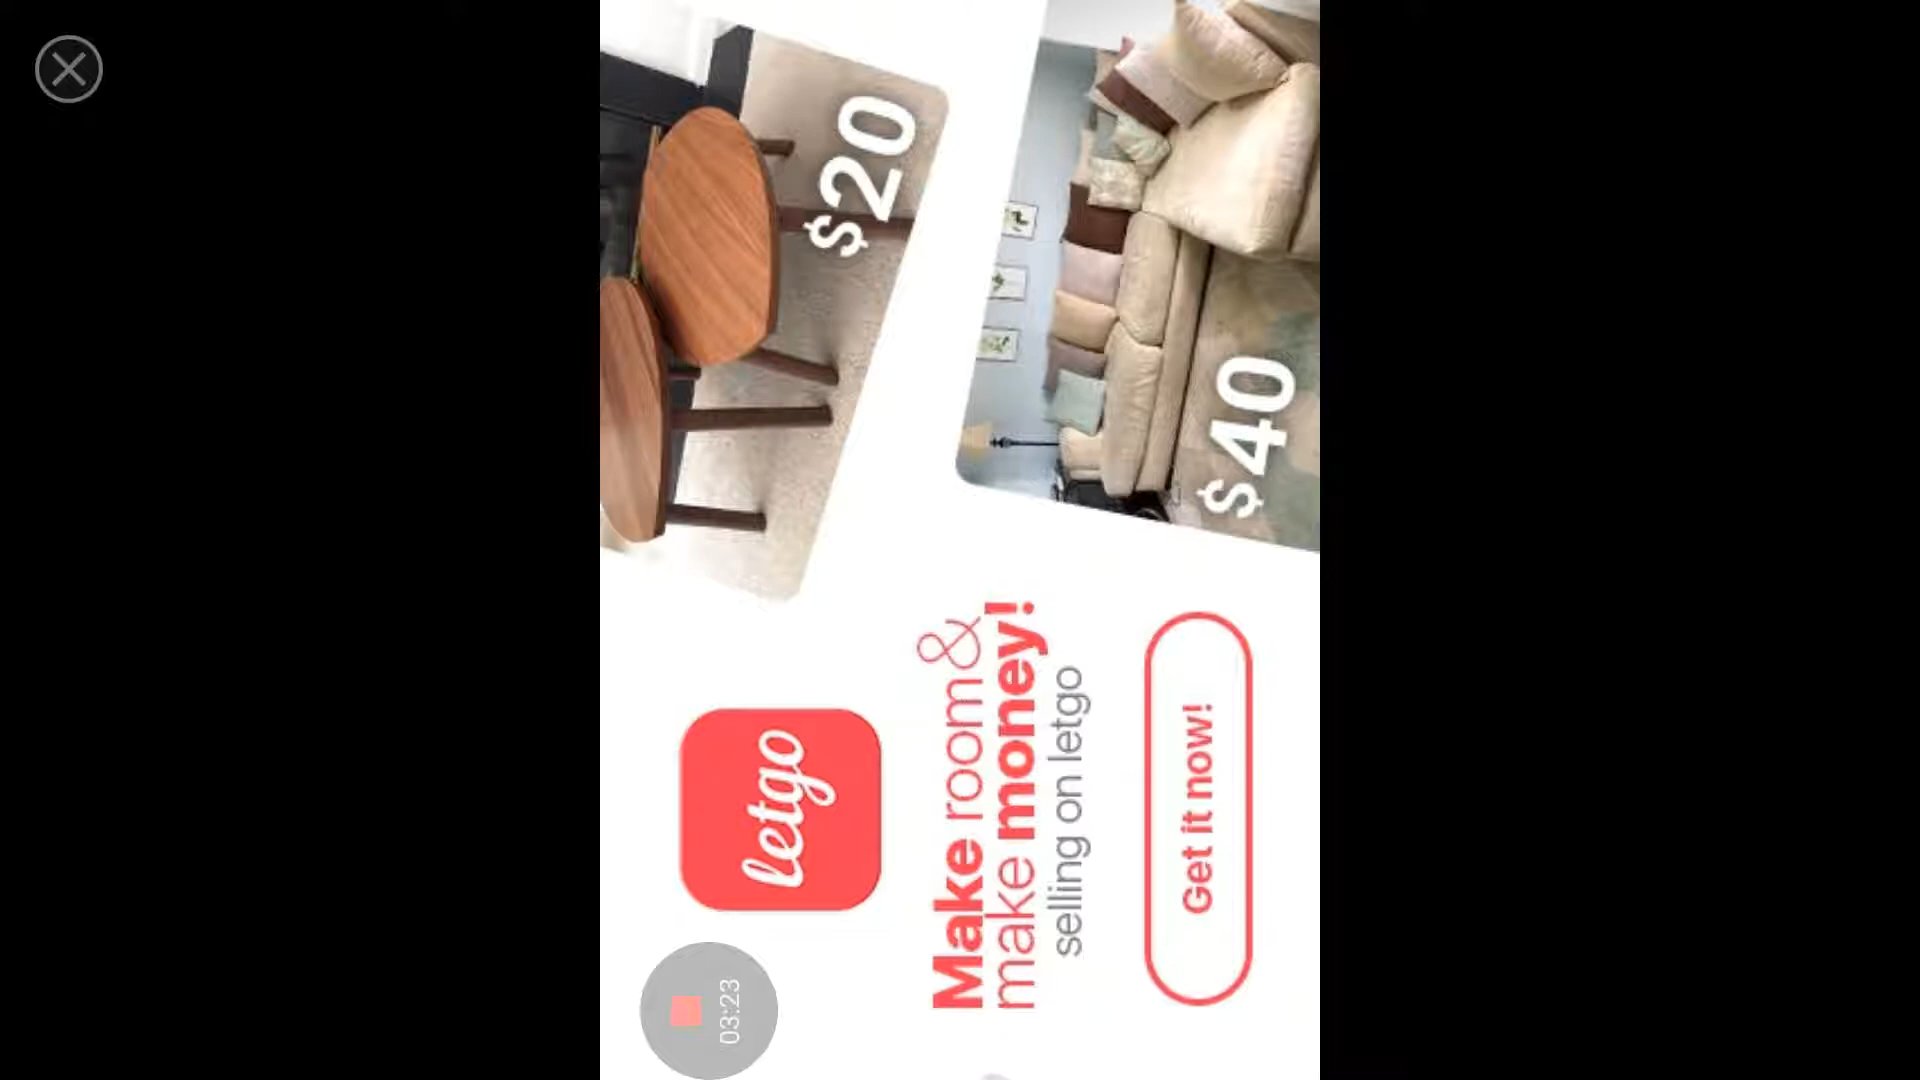 $20
$40
letgo
Make room &
make money!
selling on letgo
Get it now!
03:23